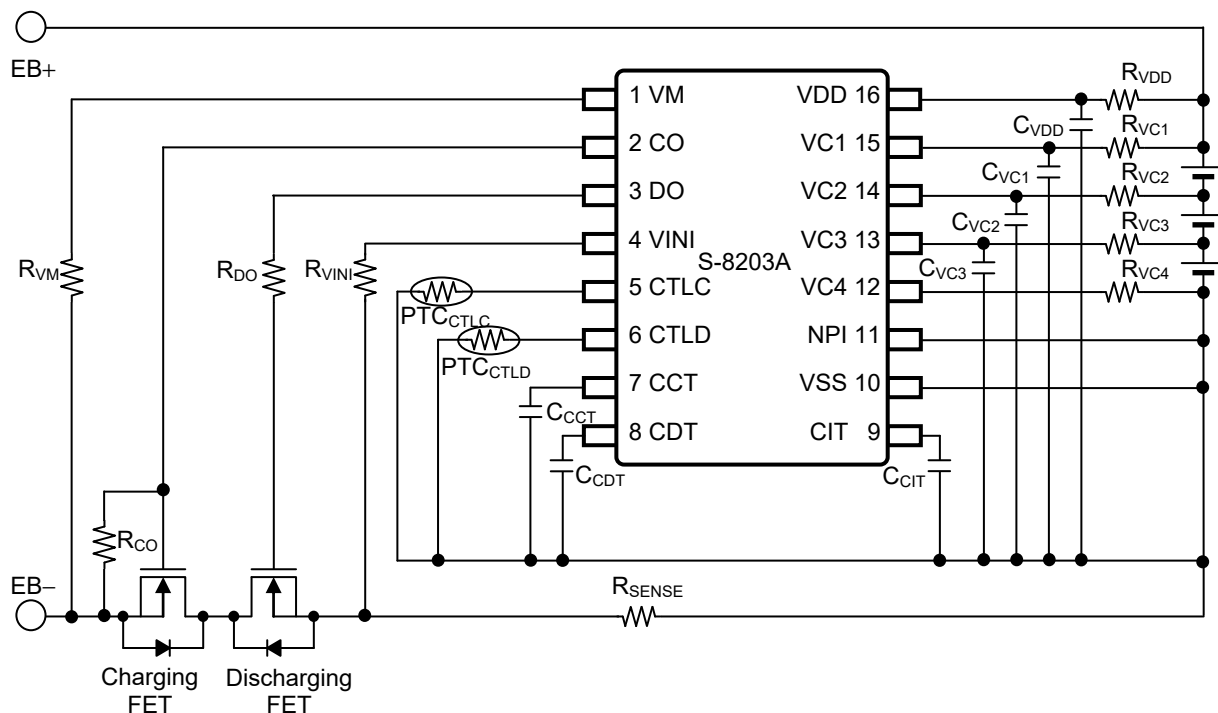 EB+
1 VM
2 CO
3 DO
4 VINI
5 CTLC
6 CTLD
7 CCT
8 CDT
S-8203A
VDD 16
VC1 15
VC2 14
VC3 13
VC4 12
NPI 11
VSS 10
CIT 9
RVDD
CVDD
RVC1
CVC1
RVC2
CVC2
RVC3
CVC3
RVC4
RVM
RDO
RVINI
PTCCTLC
PTCCTLD
CCCT
CCDT
CCIT
RCO
EB−
RSENSE
Charging
FET
Discharging
FET